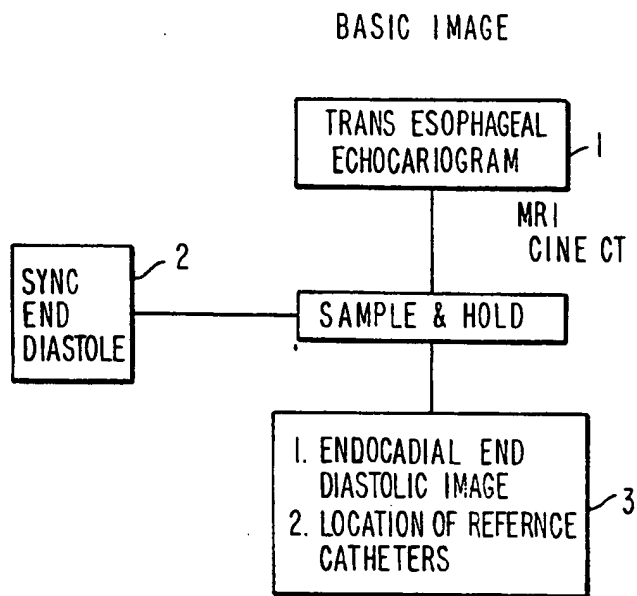 BASIC IMAGE
TRANS ESOPHAGEAL
ECHOCARIOGRAM
1
MRI
CINE CT
2
SYNC
END
DIASTOLE
SAMPLE & HOLD
1. ENDOCADIAL END
DIASTOLIC IMAGE
2. LOCATION OF REFERNCE
CATHETERS
3